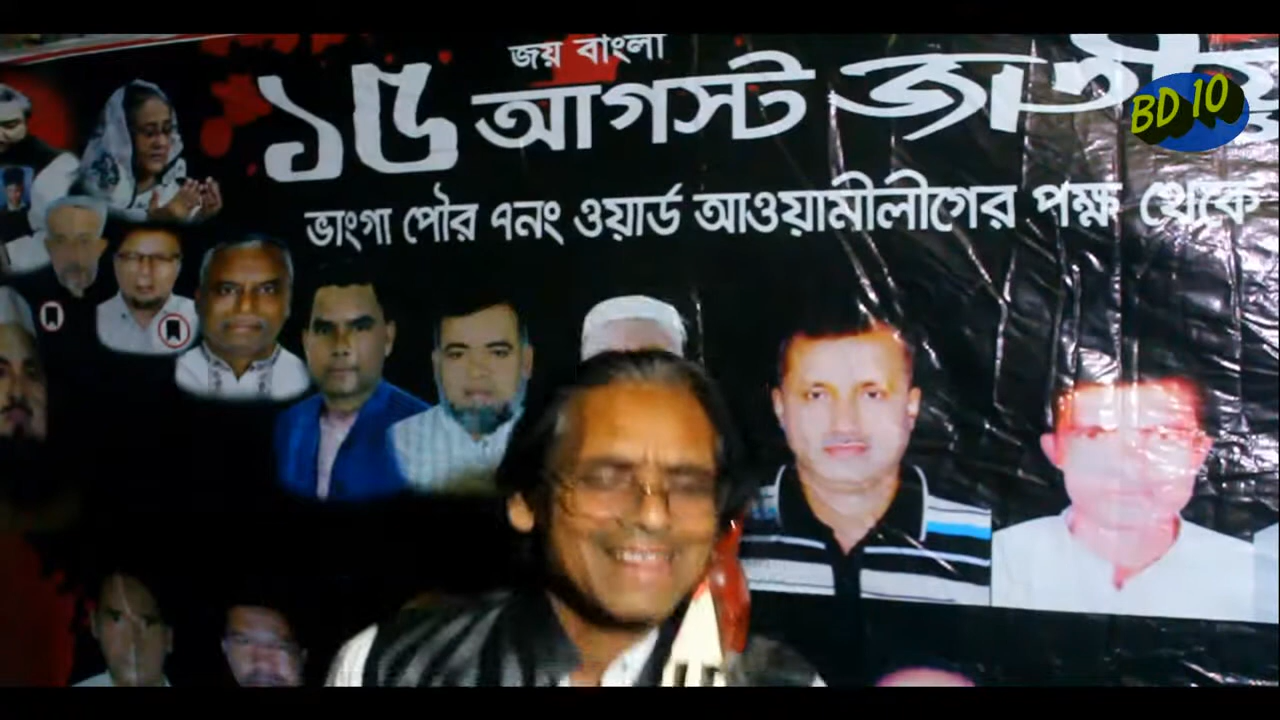 জয় বাংলা
১৫ আগস্ট জাতীয়
ভাংগা পৌর ৭নং ওয়ার্ড আওয়ামীলীগের পক্ষ থেকে
BD 10